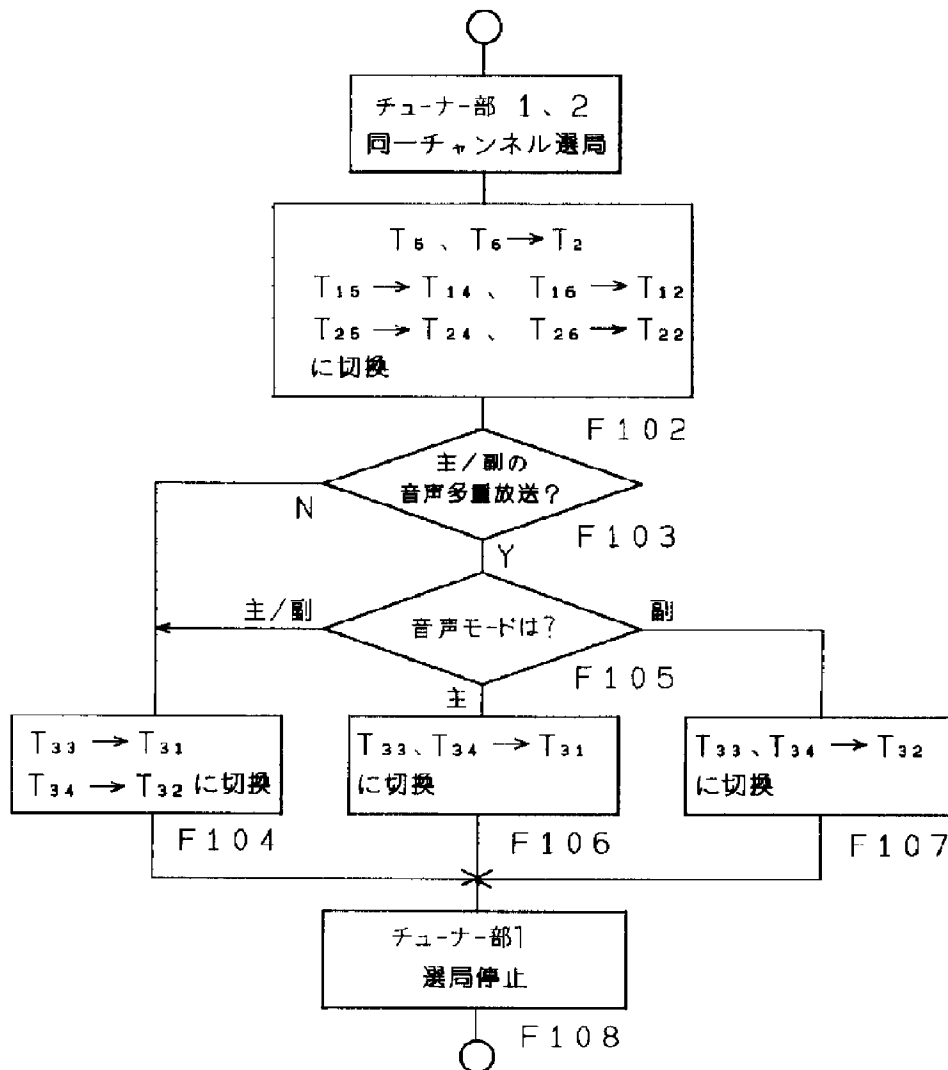 チューナー部 1、2
同一チャンネル選局
T5 、T6→T2
T15→T14、 T16→T12
T25→T24、 T26→T22
に切換
F102
主/副の
音声多重放送?
N
F103
Y
主/副
音声モードは?
副
F105
主
T33→T31
T34→T32 に切換
F104
T33、T34→T31
に切換
F106
T33、T34→T32
に切換
F107
チューナー部1
選局停止
F108